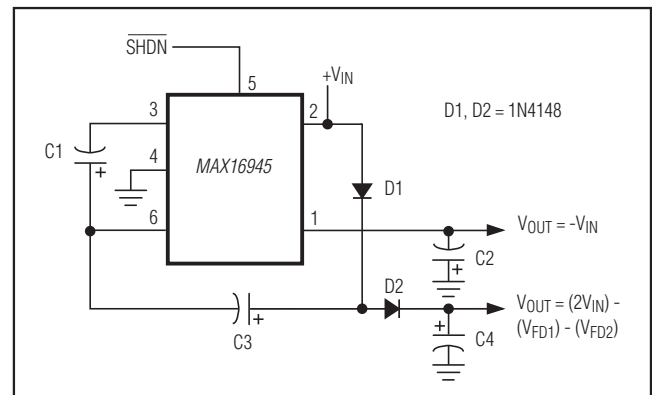 SHDN
5
+VIN
3
2
D1, D2 = 1N4148
C1
+
4
MAX16945
D1
6
1
VOUT = -VIN
C2
+
D2
C3
+
+
C4
VOUT = (2VIN) -
(VFD1) - (VFD2)